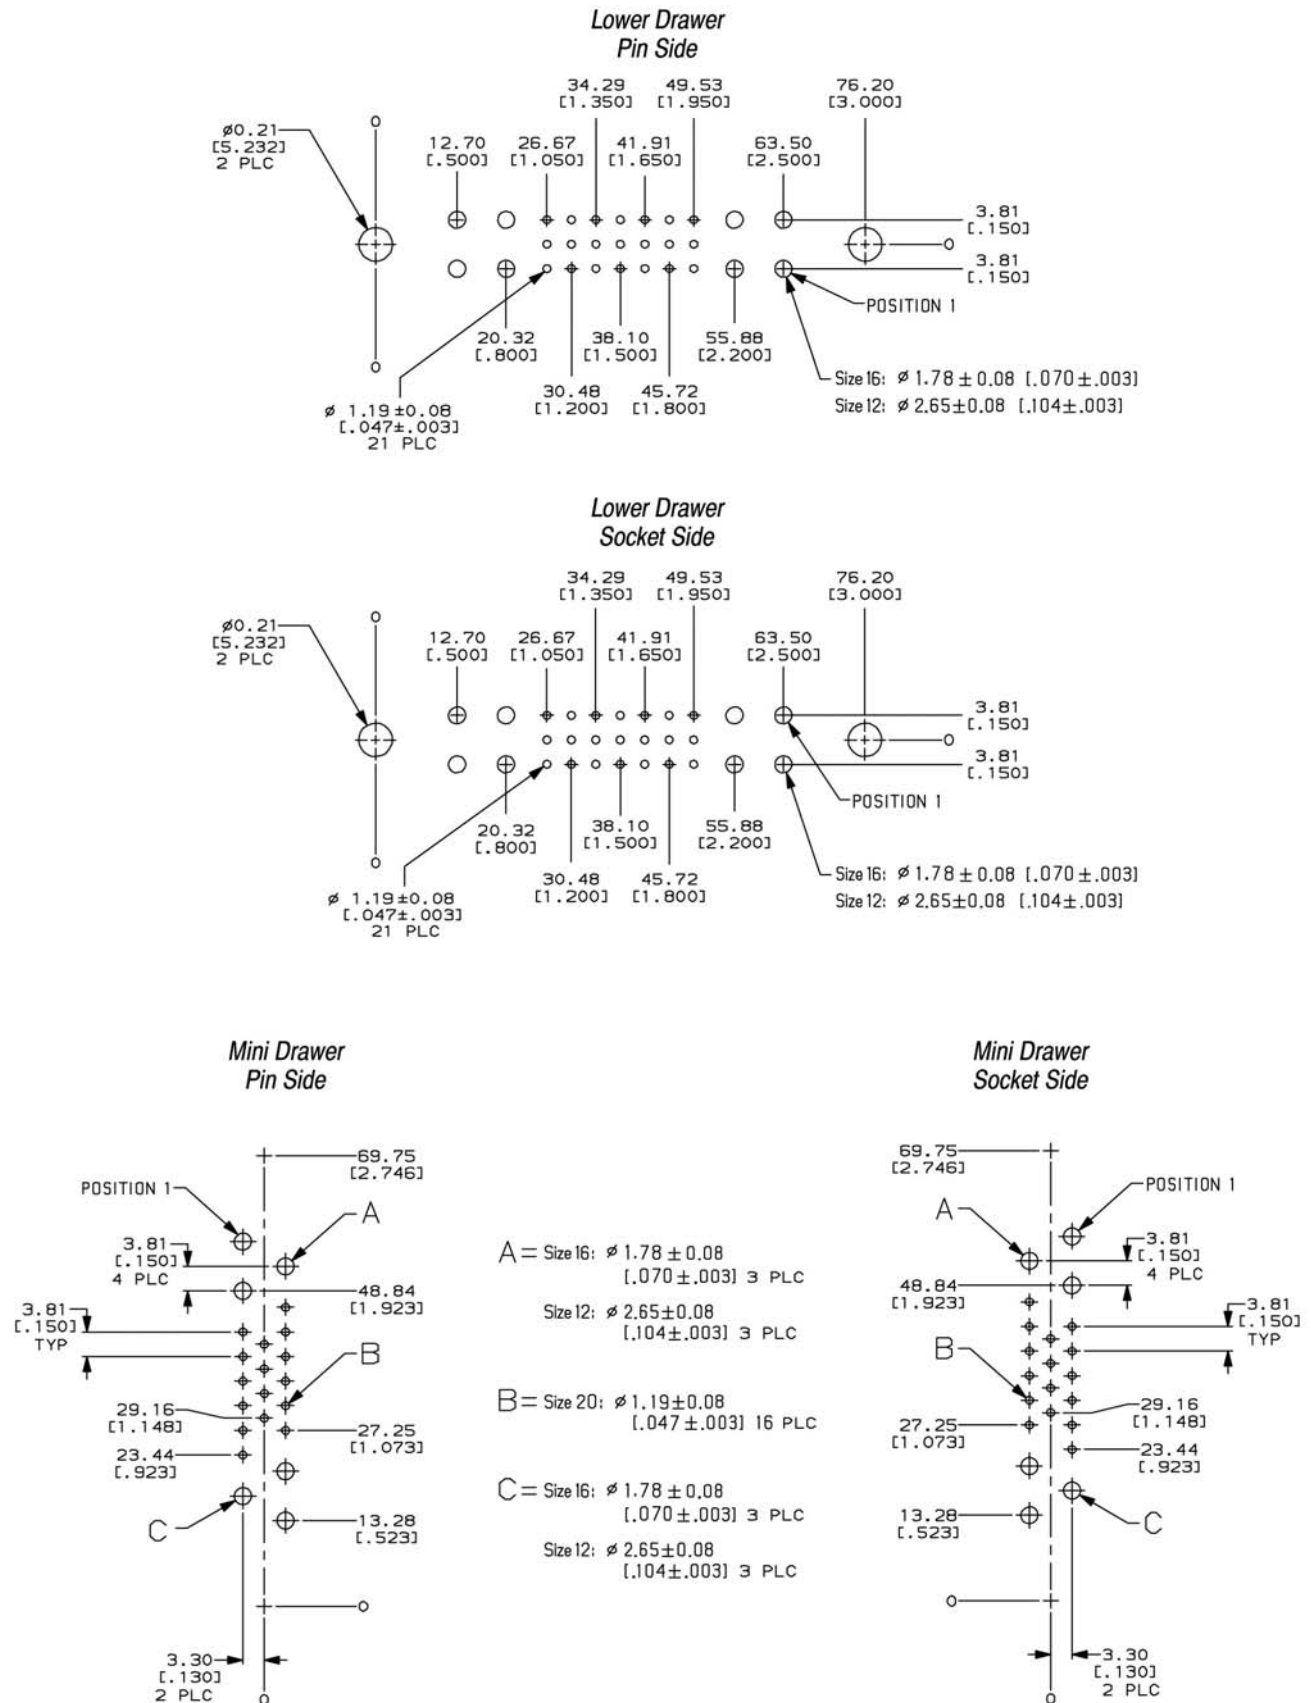 Lower Drawer
Pin Side
34.29
[1.350]
49.53
[1.950]
76.20
[3.000]
0
ø0.21
[5.232]
2 PLC
12.70
[.500]
26.67
[1.050]
41.91
[1.650]
63.50
[2.500]
3.81
[.150]
0
3.81
[.150]
POSITION 1
20.32
[.800]
38.10
[1.500]
55.88
[2.200]
0
30.48
[1.200]
45.72
[1.800]
Size 16: ø 1.78 ± 0.08 [.070 ± .003]
Size 12: ø 2.65±0.08 [.104±.003]
ø 1.19±0.08
[.047±.003]
21 PLC
Lower Drawer
Socket Side
34.29
[1.350]
49.53
[1.950]
76.20
[3.000]
0
ø0.21
[5.232]
2 PLC
12.70
[.500]
26.67
[1.050]
41.91
[1.650]
63.50
[2.500]
3.81
[.150]
0
3.81
[.150]
POSITION 1
20.32
[.800]
38.10
[1.500]
55.88
[2.200]
0
30.48
[1.200]
45.72
[1.800]
Size 16: ø 1.78 ± 0.08 [.070 ± .003]
Size 12: ø 2.65±0.08 [.104±.003]
ø 1.19±0.08
[.047±.003]
21 PLC
Mini Drawer
Pin Side
69.75
[2.746]
POSITION 1
A
3.81
[.150]
4 PLC
48.84
[1.923]
3.81
[.150]
TYP
B
29.16
[1.148]
27.25
[1.073]
23.44
[.923]
C
13.28
[.523]
0
3.30
[.130]
2 PLC
0
A = Size 16: ø 1.78 ± 0.08
[.070 ± .003] 3 PLC
Size 12: ø 2.65±0.08
[.104±.003] 3 PLC
B = Size 20: ø 1.19±0.08
[.047 ±.003] 16 PLC
C = Size 16: ø 1.78 ± 0.08
[.070 ± .003] 3 PLC
Size 12: ø 2.65±0.08
[.104±.003] 3 PLC
Mini Drawer
Socket Side
69.75
[2.746]
POSITION 1
A
3.81
[.150]
4 PLC
48.84
[1.923]
3.81
[.150]
TYP
B
29.16
[1.148]
27.25
[1.073]
23.44
[.923]
13.28
[.523]
C
0
3.30
[.130]
2 PLC
0